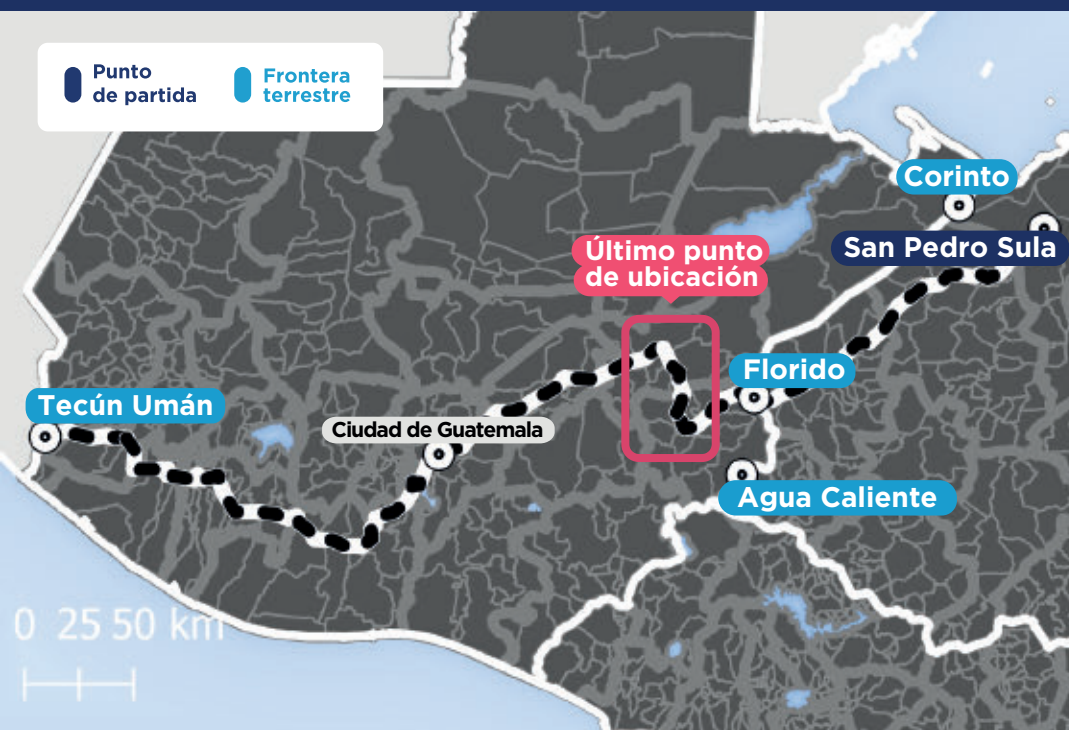 Punto
de partida
Frontera
terrestre
Corinto
San Pedro Sula
Último punto
de ubicación
Florido
Tecún Umán
Ciudad de Guatemala
Agua Caliente
0 25 50 km